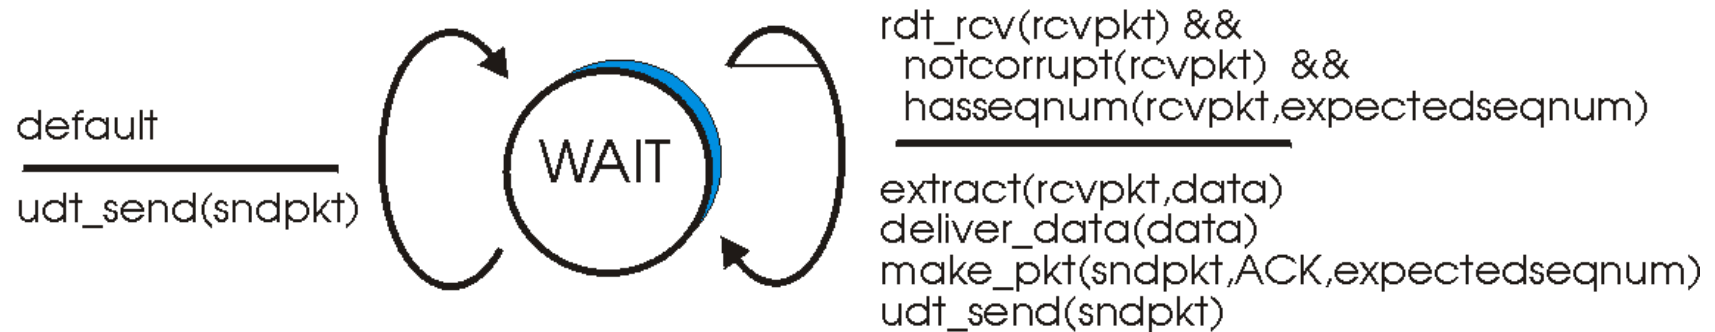 default
udt_send(sndpkt)
WAIT
rdt_rcv(rcvpkt) &&
notcorrupt(rcvpkt) &&
hasseqnum(rcvpkt,expectedseqnum)
extract(rcvpkt,data)
deliver_data(data)
make_pkt(sndpkt,ACK,expectedseqnum)
udt_send(sndpkt)